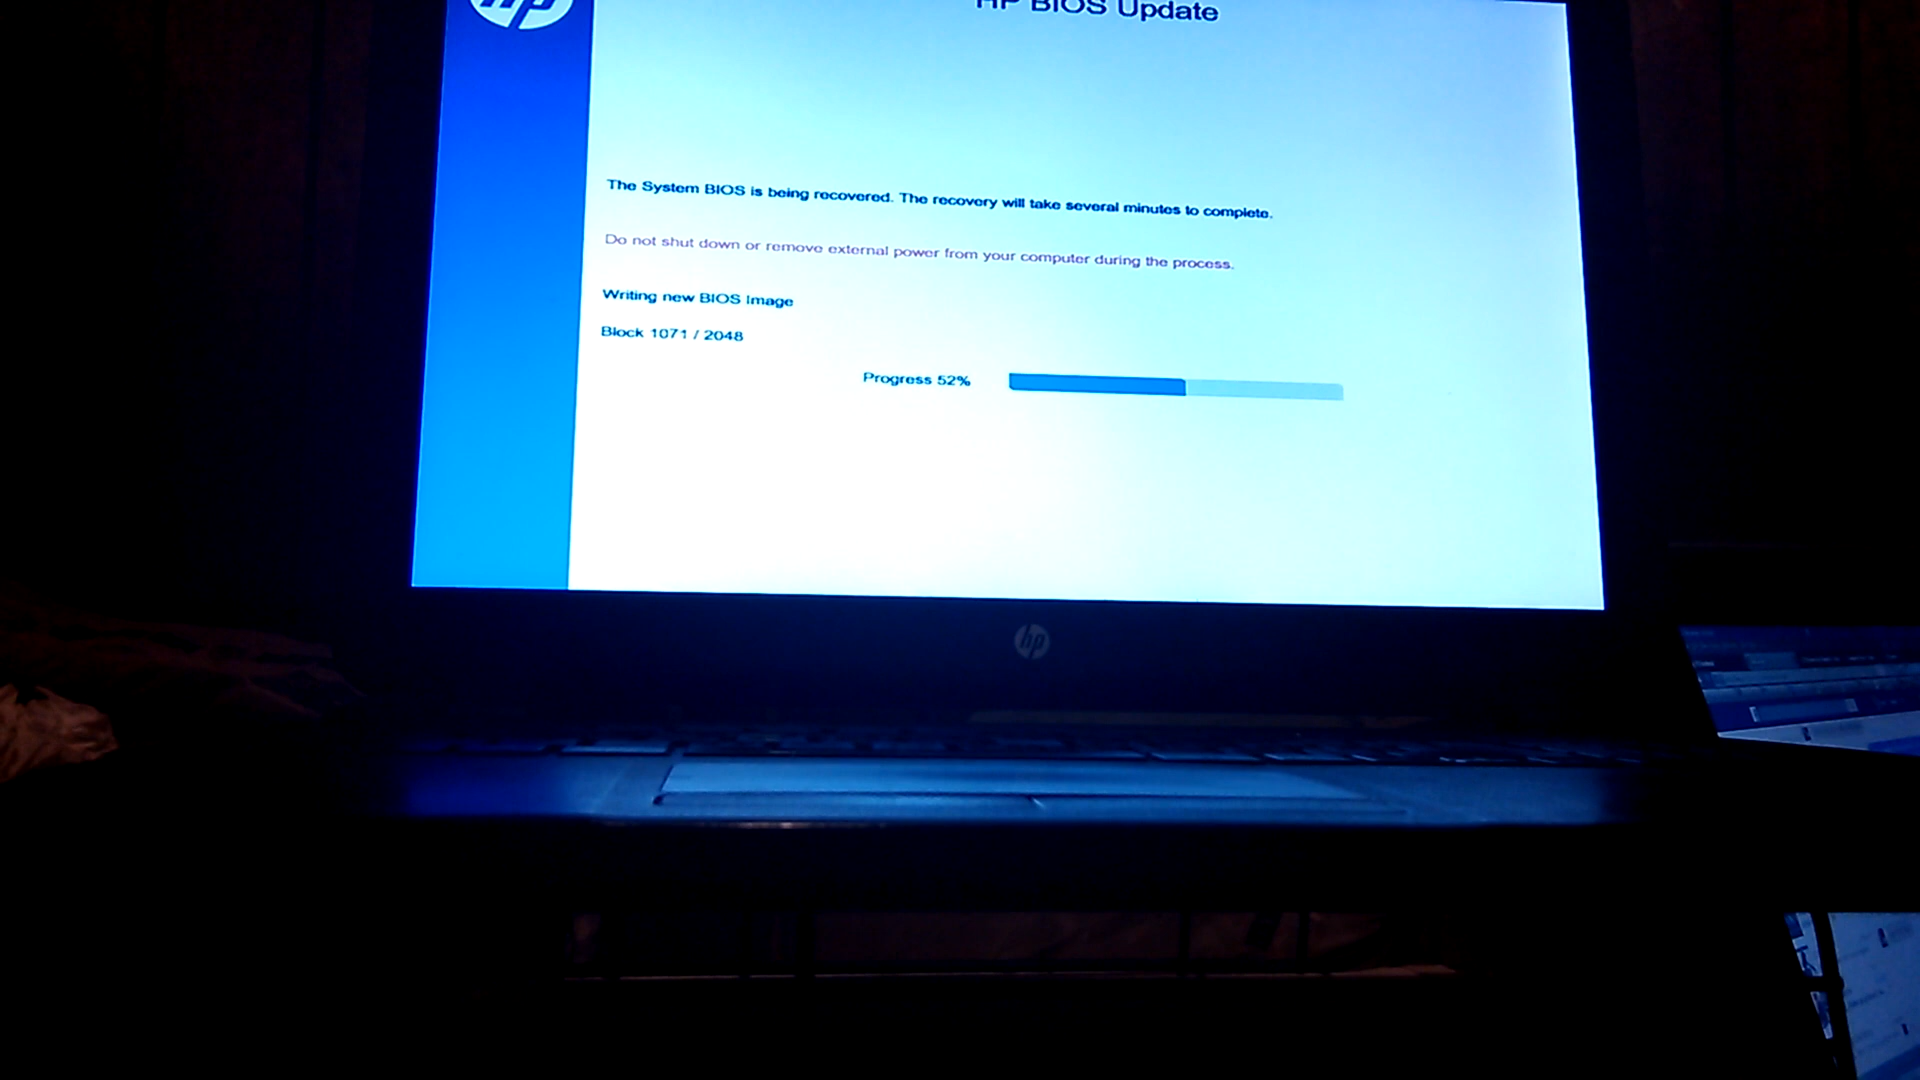 hp
HP BIOS Update
The System BIOS is being recovered. The recovery will take several minutes to complete.
Do not shut down or remove external power from your computer during the process.
Writing new BIOS Image
Block 1071 / 2048
Progress 52%
hp